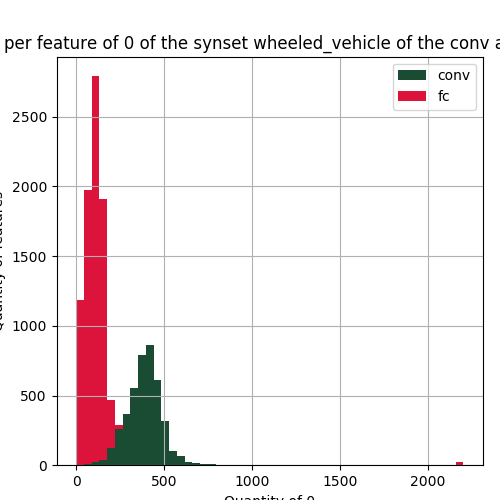 per feature of 0 of the synset wheeled_vehicle of the conv a
conv
fc
Quantity of features
2500
2000
1500
1000
500
0
0
500
1000
1500
2000
Quantity of 0